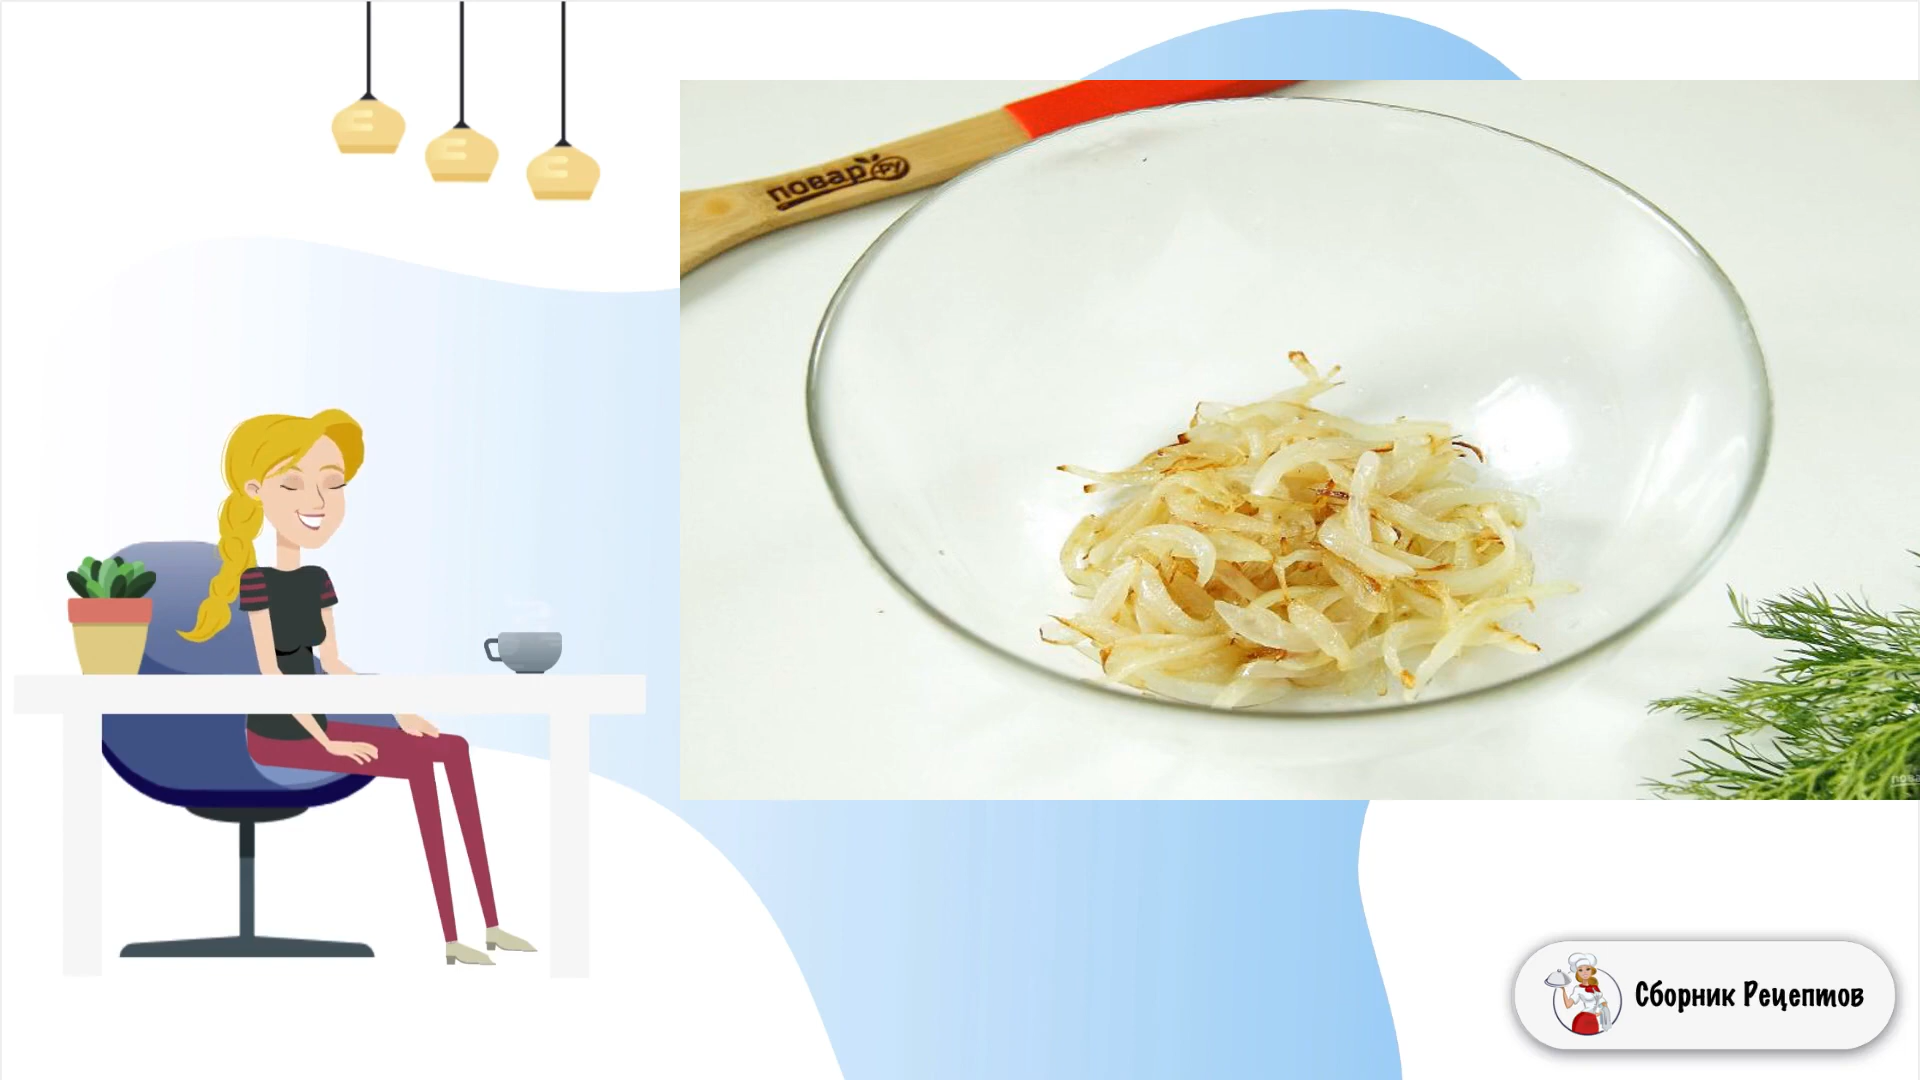 повар.ру
Сборник Рецептов